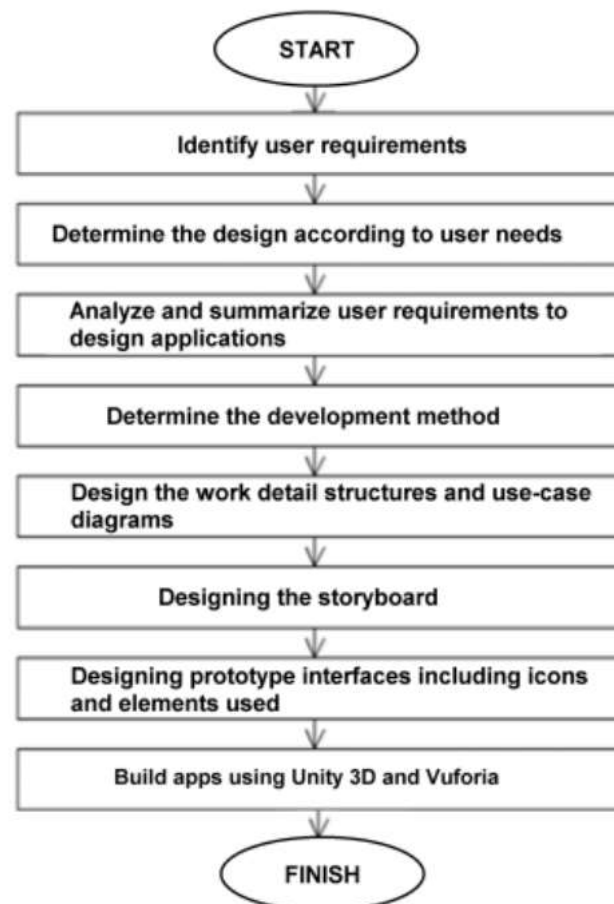 START
Identify user requirements
Determine the design according to user needs
Analyze and summarize user requirements to
design applications
Determine the development method
Design the work detail structures and use-case
diagrams
Designing the storyboard
Designing prototype interfaces including icons
and elements used
Build apps using Unity 3D and Vuforia
FINISH